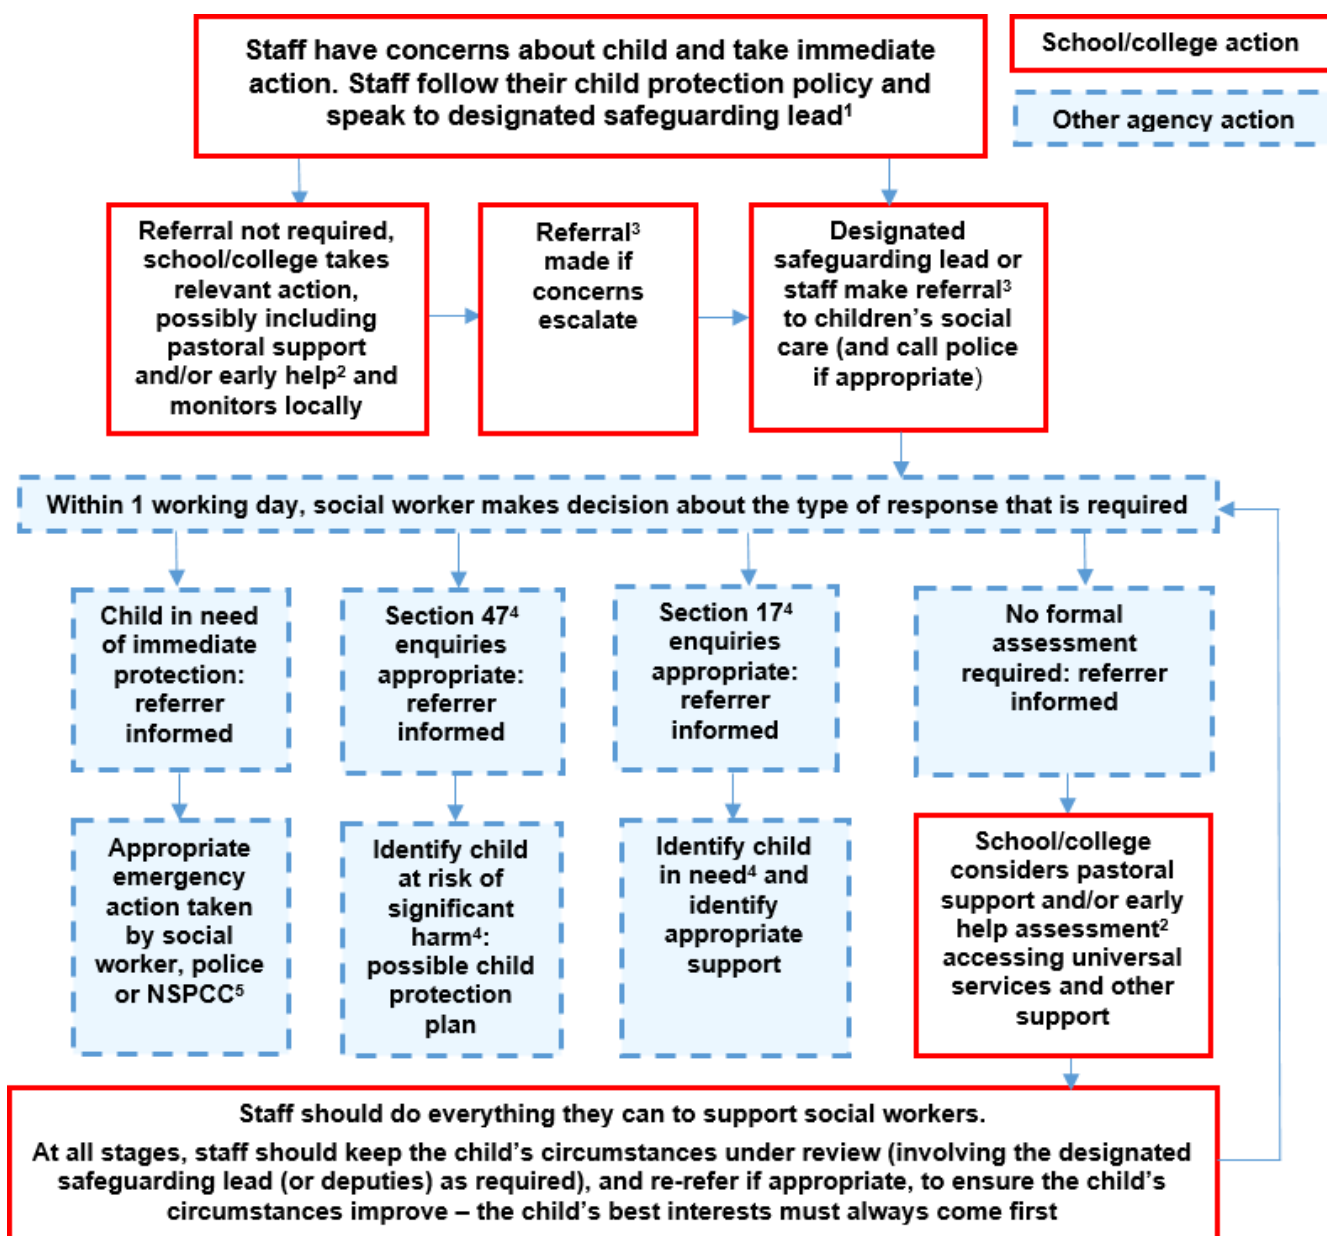 Staff have concerns about child and take immediate
action. Staff follow their child protection policy and
speak to designated safeguarding lead¹
School/college action
Other agency action
Referral not required,
school/college takes
relevant action,
possibly including
pastoral support
and/or early help² and
monitors locally
Referral³
made if
concerns
escalate
Designated
safeguarding lead or
staff make referral³
to children’s social
care (and call police
if appropriate)
Within 1 working day, social worker makes decision about the type of response that is required
Child in need
of immediate
protection:
referrer
informed
Section 47⁴
enquiries
appropriate:
referrer
informed
Section 17⁴
enquiries
appropriate:
referrer
informed
No formal
assessment
required: referrer
informed
Appropriate
emergency
action taken
by social
worker, police
or NSPCC⁵
Identify child
at risk of
significant
harm⁴:
possible child
protection
plan
Identify child
in need⁴ and
identify
appropriate
support
School/college
considers pastoral
support and/or early
help assessment²
accessing universal
services and other
support
Staff should do everything they can to support social workers.
At all stages, staff should keep the child’s circumstances under review (involving the designated
safeguarding lead (or deputies) as required), and re-refer if appropriate, to ensure the child’s
circumstances improve – the child’s best interests must always come first